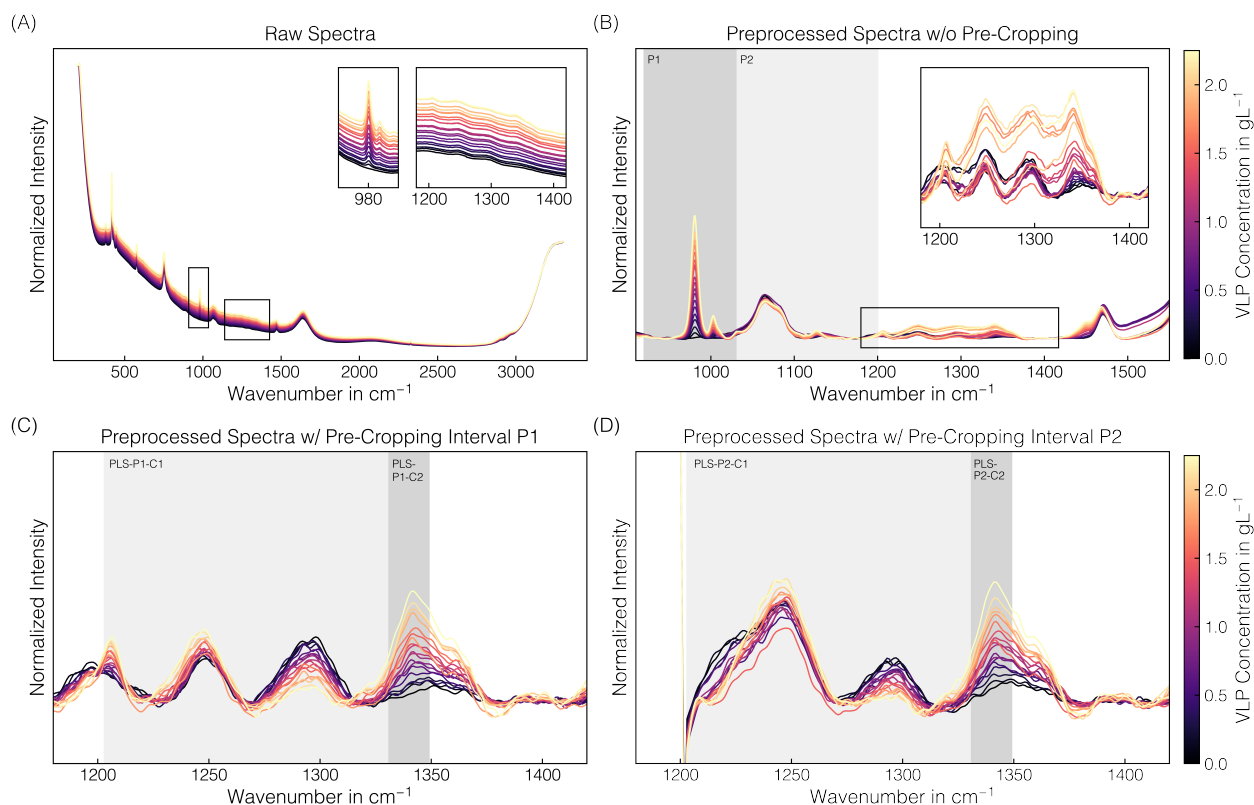 (A)
Raw Spectra
Normalized Intensity
980
1200 1300 1400
500 1000 1500 2000 2500 3000
Wavenumber in cm⁻¹
(B)
Preprocessed Spectra w/o Pre-Cropping
Normalized Intensity
P1
P2
1200 1300 1400
1000 1100 1200 1300 1400 1500
Wavenumber in cm⁻¹
2.0
1.5
1.0
0.5
0.0
VLP Concentration in gL⁻¹
(C)
Preprocessed Spectra w/ Pre-Cropping Interval P1
Normalized Intensity
PLS-P1-C1
PLS-
P1-C2
1200 1250 1300 1350 1400
Wavenumber in cm⁻¹
(D)
Preprocessed Spectra w/ Pre-Cropping Interval P2
Normalized Intensity
PLS-P2-C1
PLS-
P2-C2
1200 1250 1300 1350 1400
Wavenumber in cm⁻¹
2.0
1.5
1.0
0.5
0.0
VLP Concentration in gL⁻¹